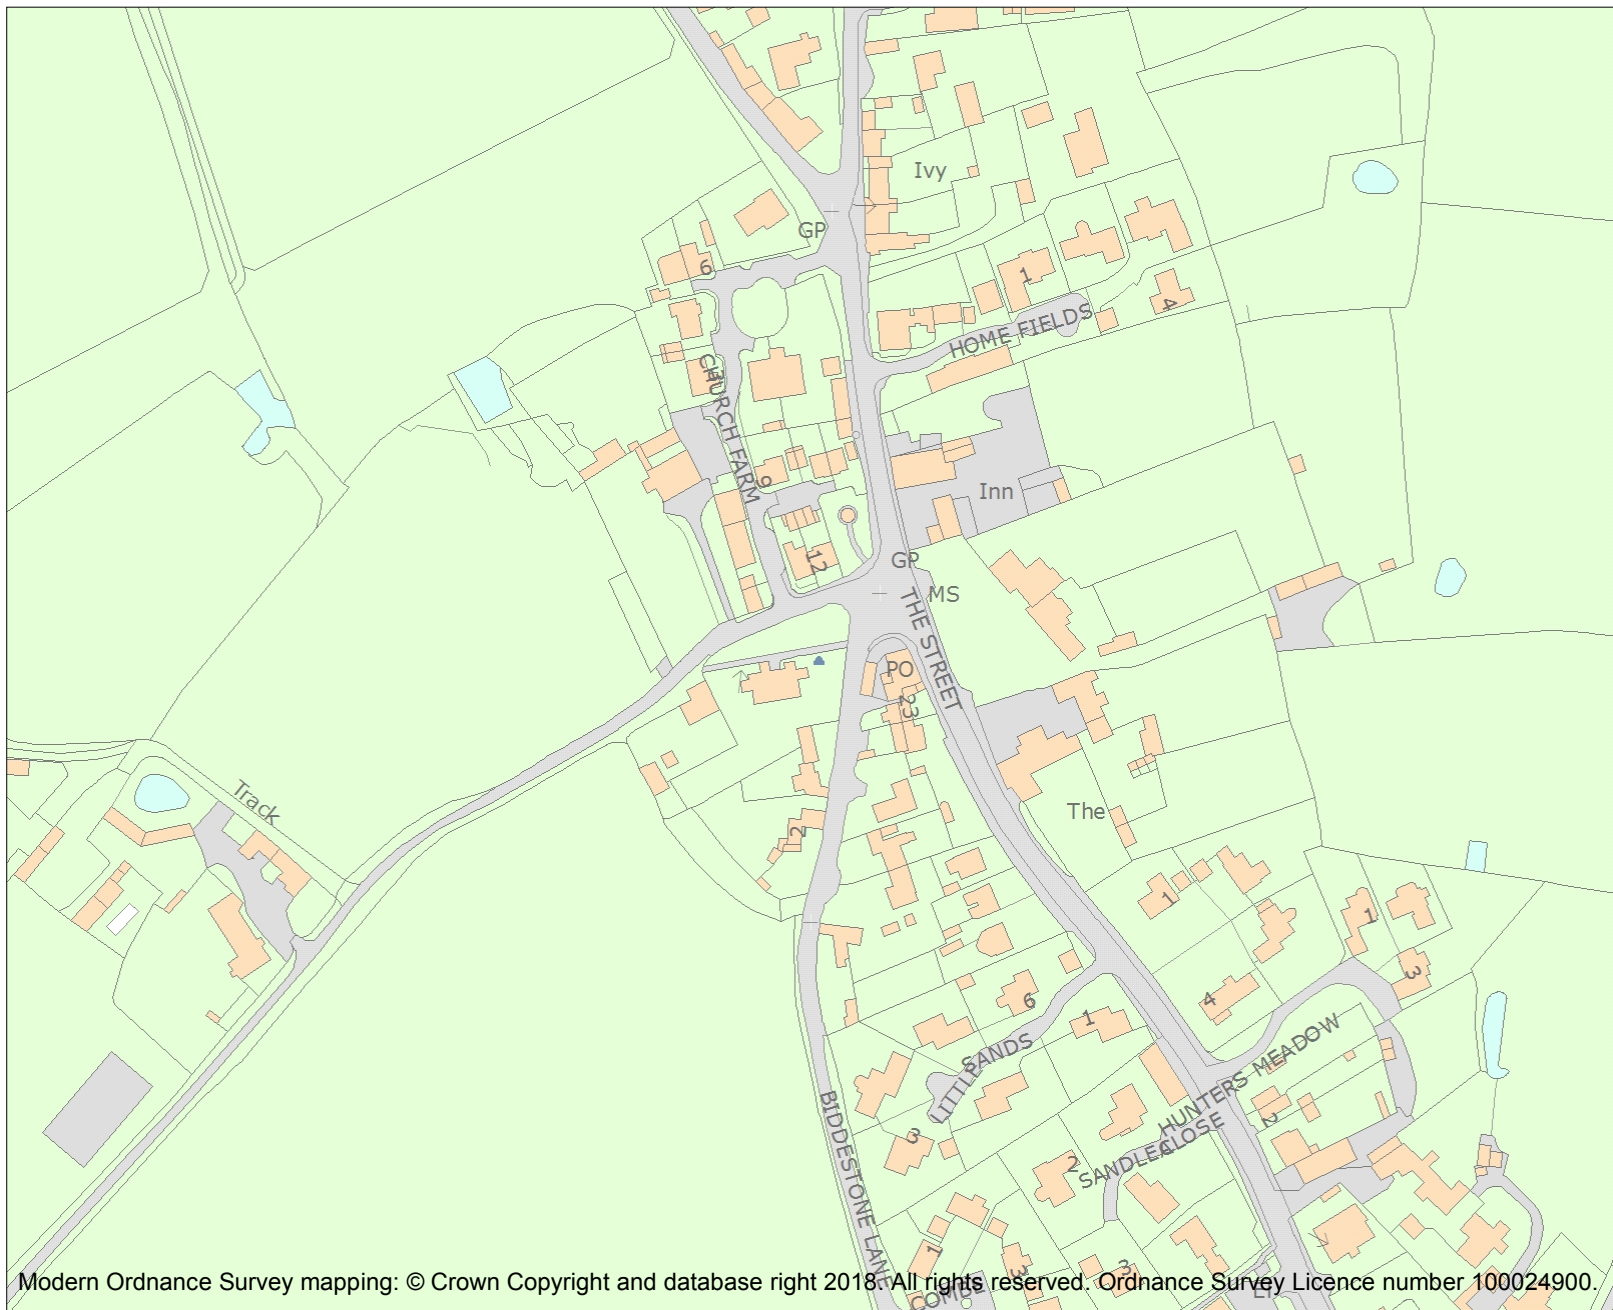 Ivy
GP
6
1
4
HOME FIELDS
CHURCH FARM
9
Inn
12
GP
MS
THE STREET
PO
23
Track
The
2
1
1
3
6
4
1
LITTLE SANDS
HUNTERS MEADOW
2
3
CLOSE
2
BIDDESTONE LANE
1
3
3
COMBE
Modern Ordnance Survey mapping: © Crown Copyright and database right 2018. All rights reserved. Ordnance Survey Licence number 100024900.